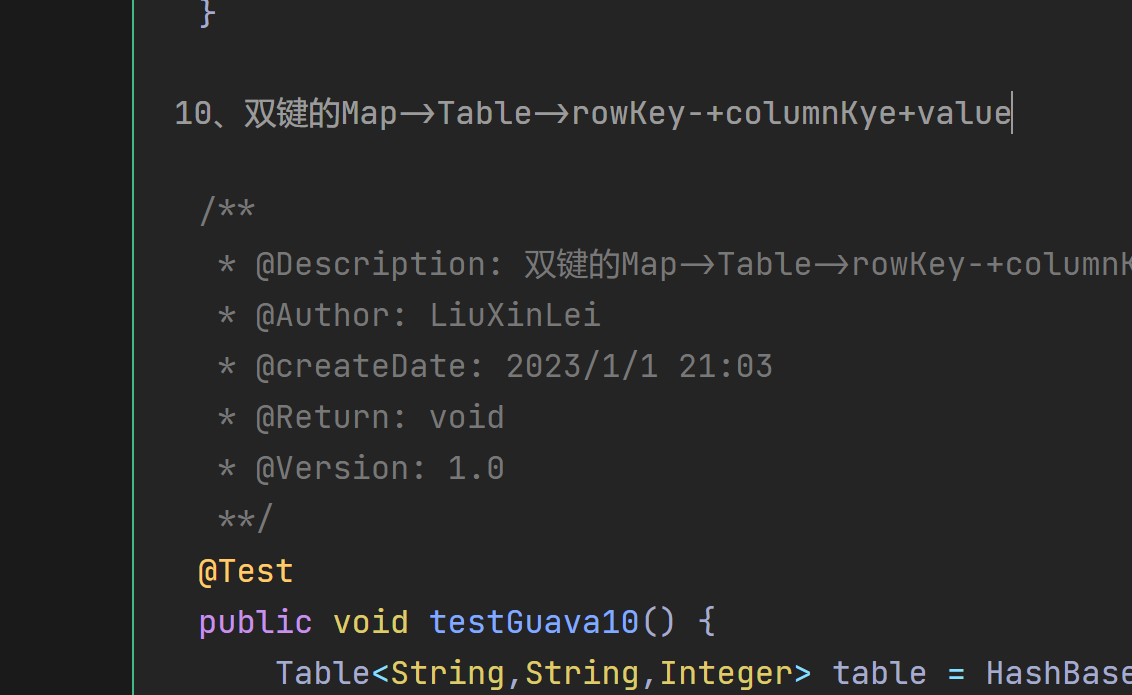 }
10、双键的Map->Table->rowKey-+columnKye+value
/**
* @Description: 双键的Map->Table->rowKey-+column
* @Author: LiuXinLei
* @createDate: 2023/1/1 21:03
* @Return: void
* @Version: 1.0
**/
@Test
public void testGuava10() {
Table<String,String,Integer> table = HashBase